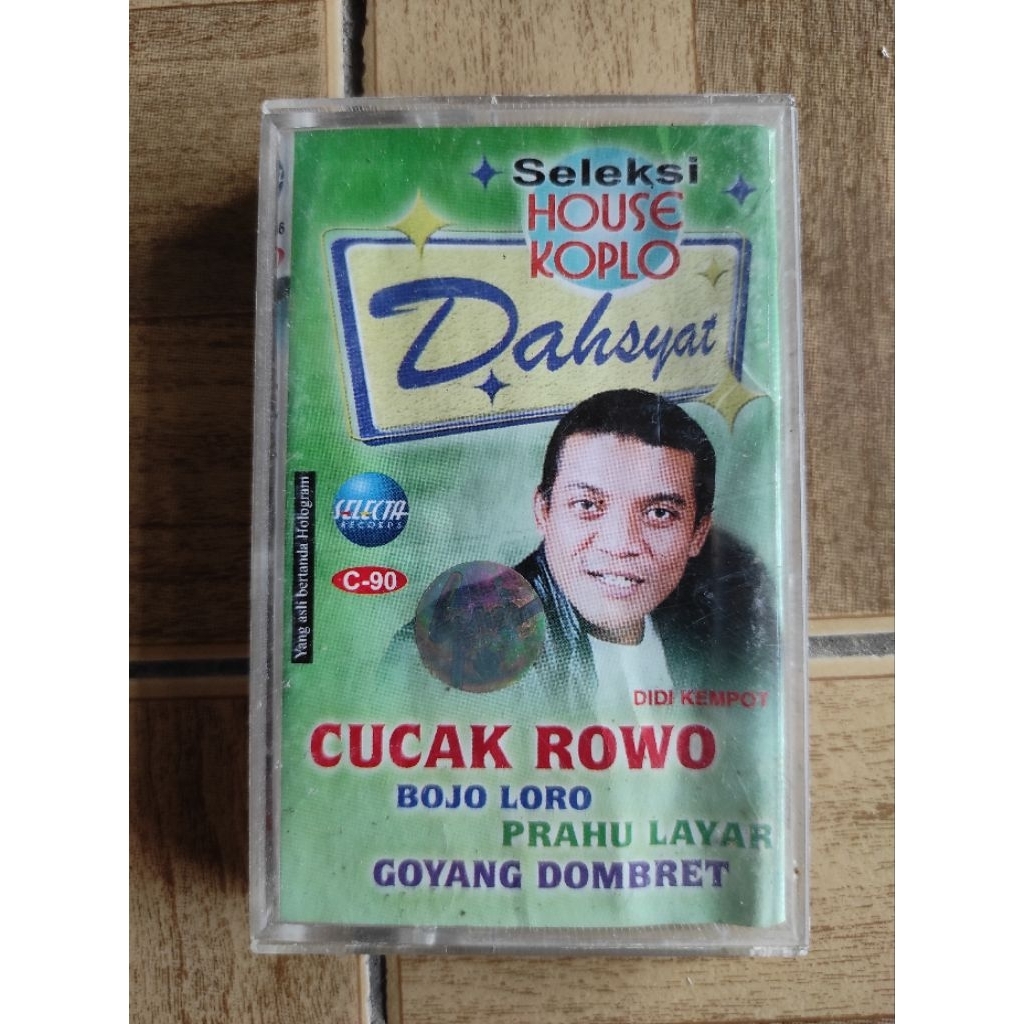 Seleksi
HOUSE
KOPLO
Dahsyat
Yang asli bertanda Hologram
SELECTA
RECORDS
C-90
DIDI KEMPOT
CUCAK ROWO
BOJO LORO
PRAHU LAYAR
GOYANG DOMBRET